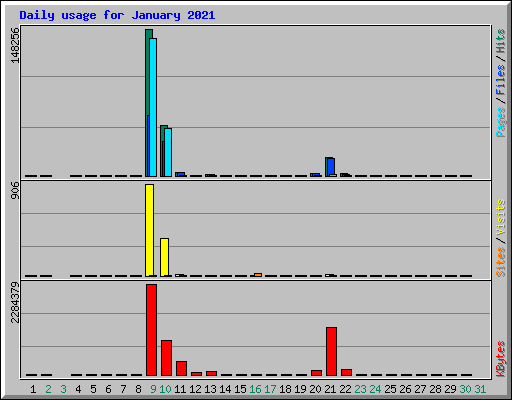 Daily usage for January 2021
148256
Pages / Files / Hits
906
Sites / Visits
2284379
KBytes
1 2 3 4 5 6 7 8 9 10 11 12 13 14 15 16 17 18 19 20 21 22 23 24 25 26 27 28 29 30 31